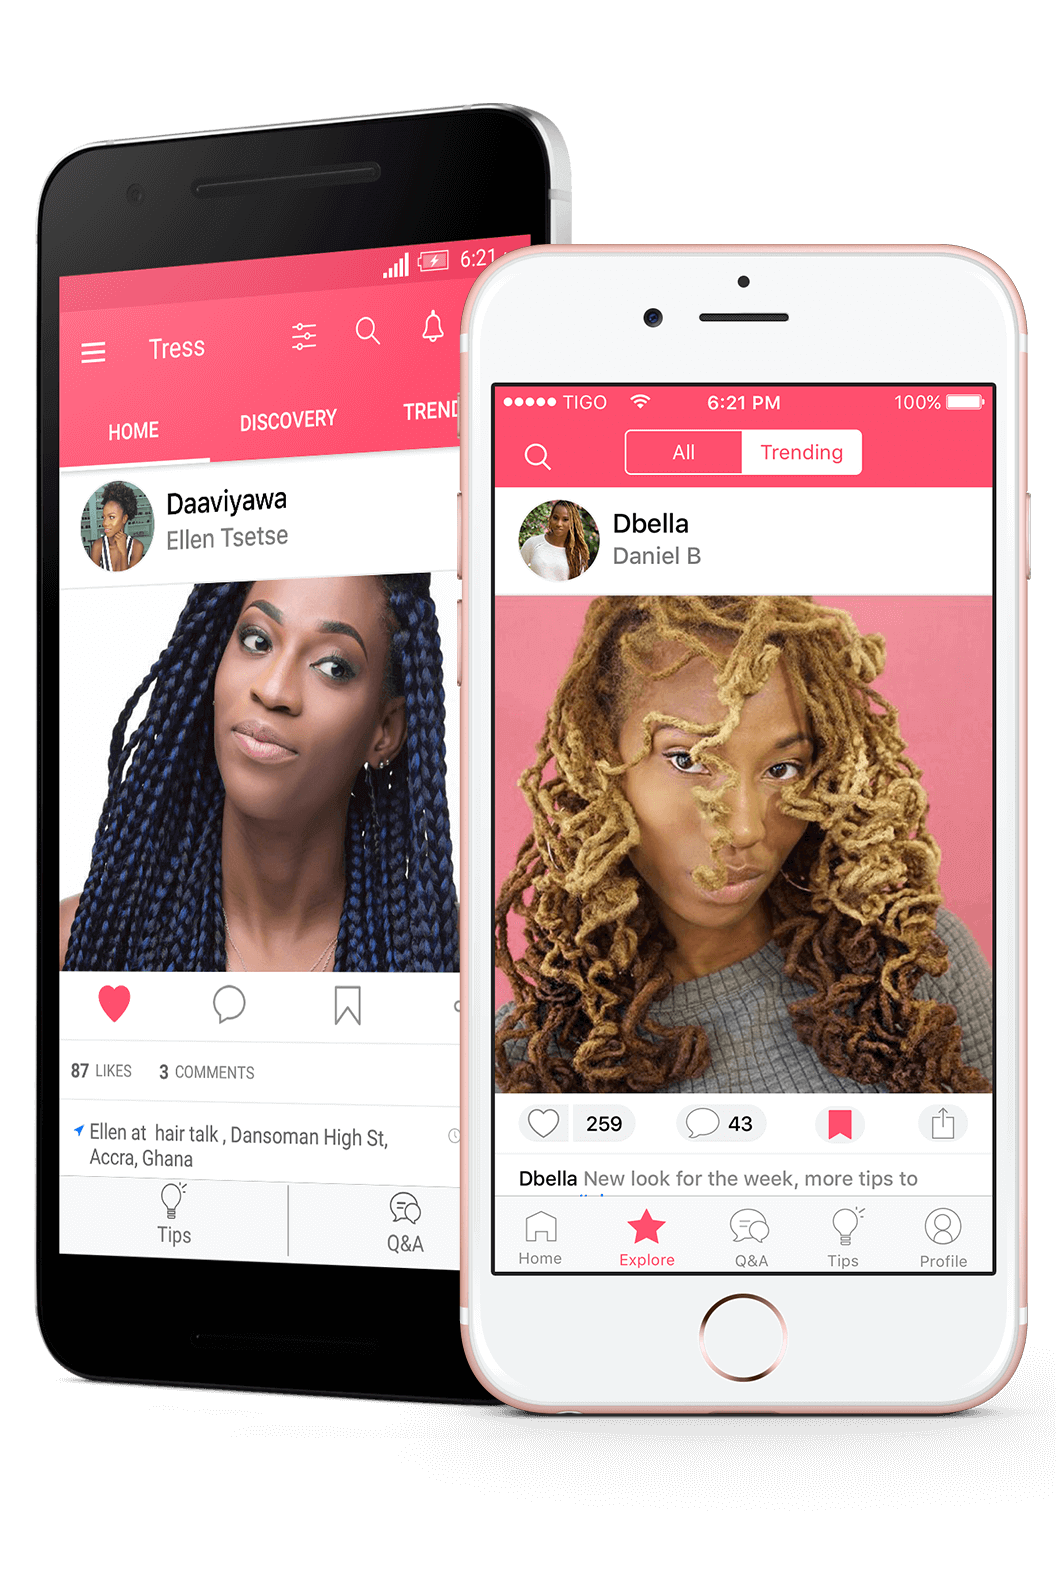 6:21
Tress
HOME DISCOVERY TREND
Daaviyawa
Ellen Tsetse
87 LIKES 3 COMMENTS
Ellen at hair talk , Dansoman High St,
Accra, Ghana
Tips Q&A
TIGO 6:21 PM 100%
All Trending
Dbella
Daniel B
259 43
Dbella New look for the week, more tips to
Home Explore Q&A Tips Profile